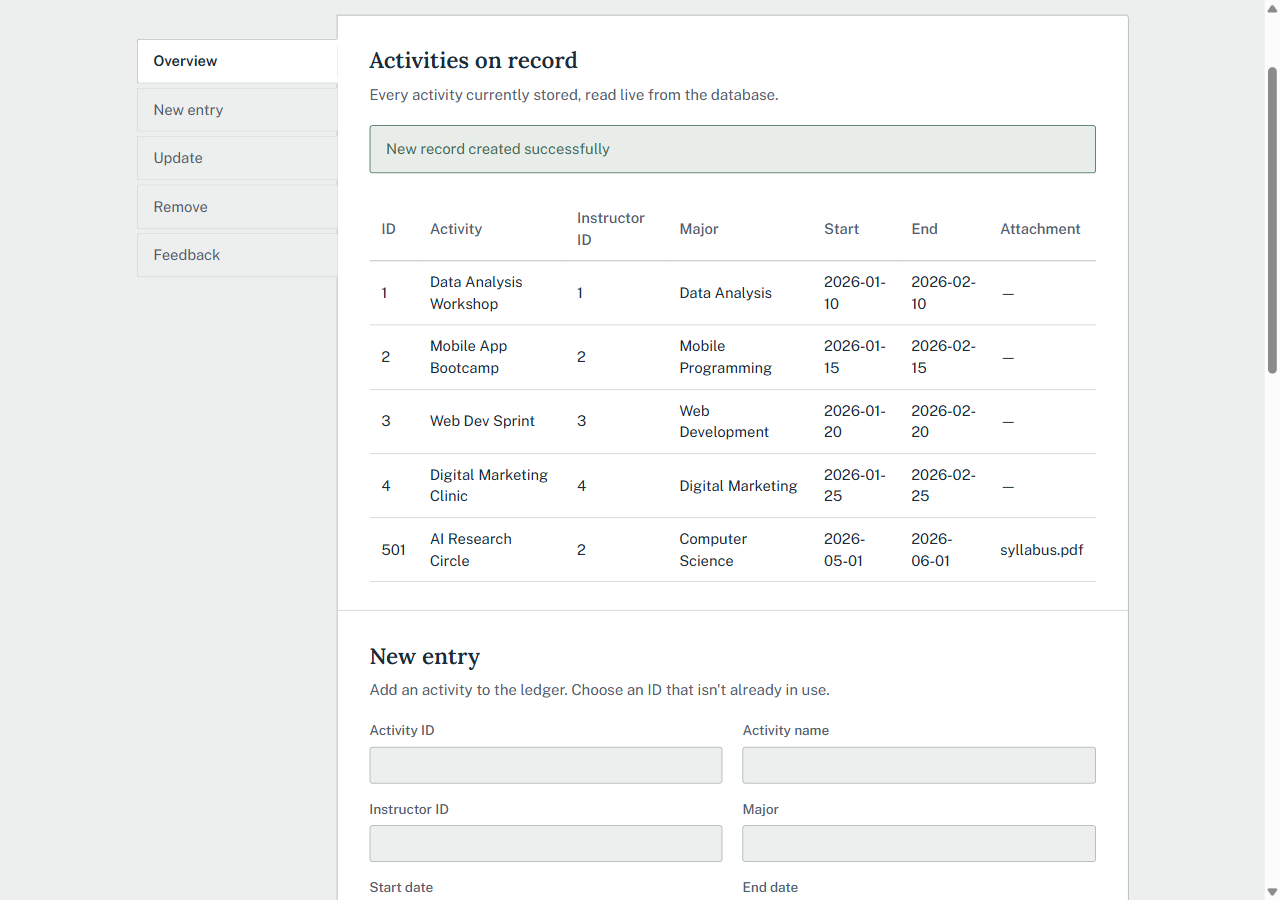 Overview
New entry
Update
Remove
Feedback
Activities on record
Every activity currently stored, read live from the database.
New record created successfully
ID Activity Instructor ID Major Start End Attachment
1 Data Analysis Workshop 1 Data Analysis 2026-01-10 2026-02-10 —
2 Mobile App Bootcamp 2 Mobile Programming 2026-01-15 2026-02-15 —
3 Web Dev Sprint 3 Web Development 2026-01-20 2026-02-20 —
4 Digital Marketing Clinic 4 Digital Marketing 2026-01-25 2026-02-25 —
501 AI Research Circle 2 Computer Science 2026-05-01 2026-06-01 syllabus.pdf
New entry
Add an activity to the ledger. Choose an ID that isn't already in use.
Activity ID Activity name
Instructor ID Major
Start date End date